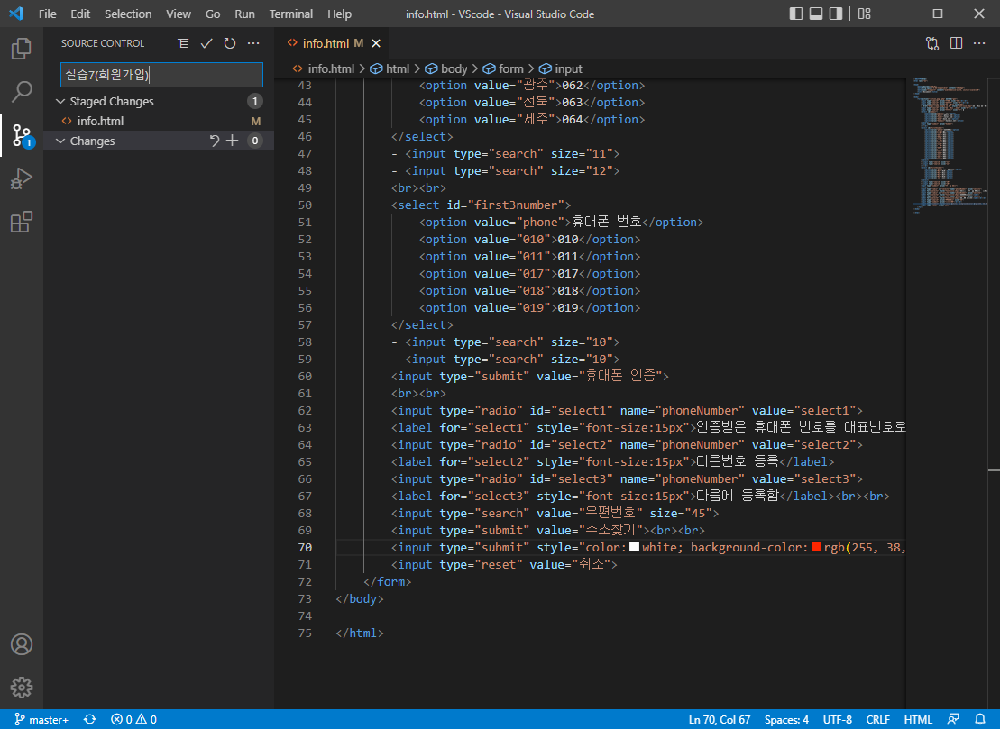 File Edit Selection View Go Run Terminal Help info.html - VScode - Visual Studio Code
SOURCE CONTROL
실습7(회원가입)
Staged Changes 1
info.html M
Changes 0
1
info.html M
info.html > html > body > form > input
43 <option value="광주">062</option>
44 <option value="전북">063</option>
45 <option value="제주">064</option>
46 </select>
47 - <input type="search" size="11">
48 - <input type="search" size="12">
49 <br><br>
50 <select id="first3number">
51 <option value="phone">휴대폰 번호</option>
52 <option value="010">010</option>
53 <option value="011">011</option>
54 <option value="017">017</option>
55 <option value="018">018</option>
56 <option value="019">019</option>
57 </select>
58 - <input type="search" size="10">
59 - <input type="search" size="10">
60 <input type="submit" value="휴대폰 인증">
61 <br><br>
62 <input type="radio" id="select1" name="phoneNumber" value="select1">
63 <label for="select1" style="font-size:15px">인증받은 휴대폰 번호를 대표번호로
64 <input type="radio" id="select2" name="phoneNumber" value="select2">
65 <label for="select2" style="font-size:15px">다른번호 등록</label>
66 <input type="radio" id="select3" name="phoneNumber" value="select3">
67 <label for="select3" style="font-size:15px">다음에 등록함</label><br><br>
68 <input type="search" value="우편번호" size="45">
69 <input type="submit" value="주소찾기"><br><br>
70 <input type="submit" style="color:white; background-color:rgb(255, 38,
71 <input type="reset" value="취소">
72 </form>
73 </body>
74
75 </html>
master+ 0 0 Ln 70, Col 67 Spaces: 4 UTF-8 CRLF HTML